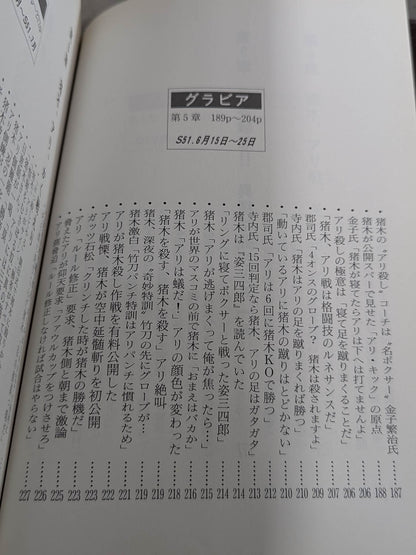 グラビア
第5章 189p～204p
S51.6月15日～25日
猪木の〝アリ殺し〟コーチは〝名ボクサー〟金子繁治氏 187
猪木が公開スパーで見せた「アリ・キック」の原点 188
金子氏「猪木が寝てたらアリは下へは打てませんよ」 206
アリ殺しの極意は「寝て足を蹴りまくることだ」 206
「猪木、アリ戦は格闘技のルネサンスだ」 207
郡司氏「4オンスのグローブ？ 猪木は殺されますよ」 209
寺内氏「猪木はアリの足を蹴りまくれば勝つ」 210
「動いているアリに猪木の蹴りはとどかない」 210
郡司氏「アリは6回に猪木KOで勝つ」 212
寺内氏「15回判定なら猪木、アリの足はガタガタ」 213
猪木は「姿三四郎」を読んでいた 214
「リングに寝てボクサーと戦った姿三四郎」 214
猪木「アリが逃げまくって俺が焦ったら…」 215
アリが世界のマスコミの前で猪木に「おまえはバカか」 216
猪木「アリは蟻だ！」アリの顔色が変わった 218
「猪木を殺す、猪木を殺す」アリ絶叫 218
猪木、深夜の〝奇妙特訓〟竹刀の先にグローブが… 219
猪木激白「竹刀パンチ特訓はアリパンチに慣れるため」 221
アリが猪木殺し作戦を有料公開した 222
アリ戦慄、猪木が空中延髄斬りを初公開 223
ガッツ石松「クリンチした時が猪木の勝機だ」 223
アリ「ルール修正」要求、猪木側と朝まで激論 225
脅えたアリが仰天要求